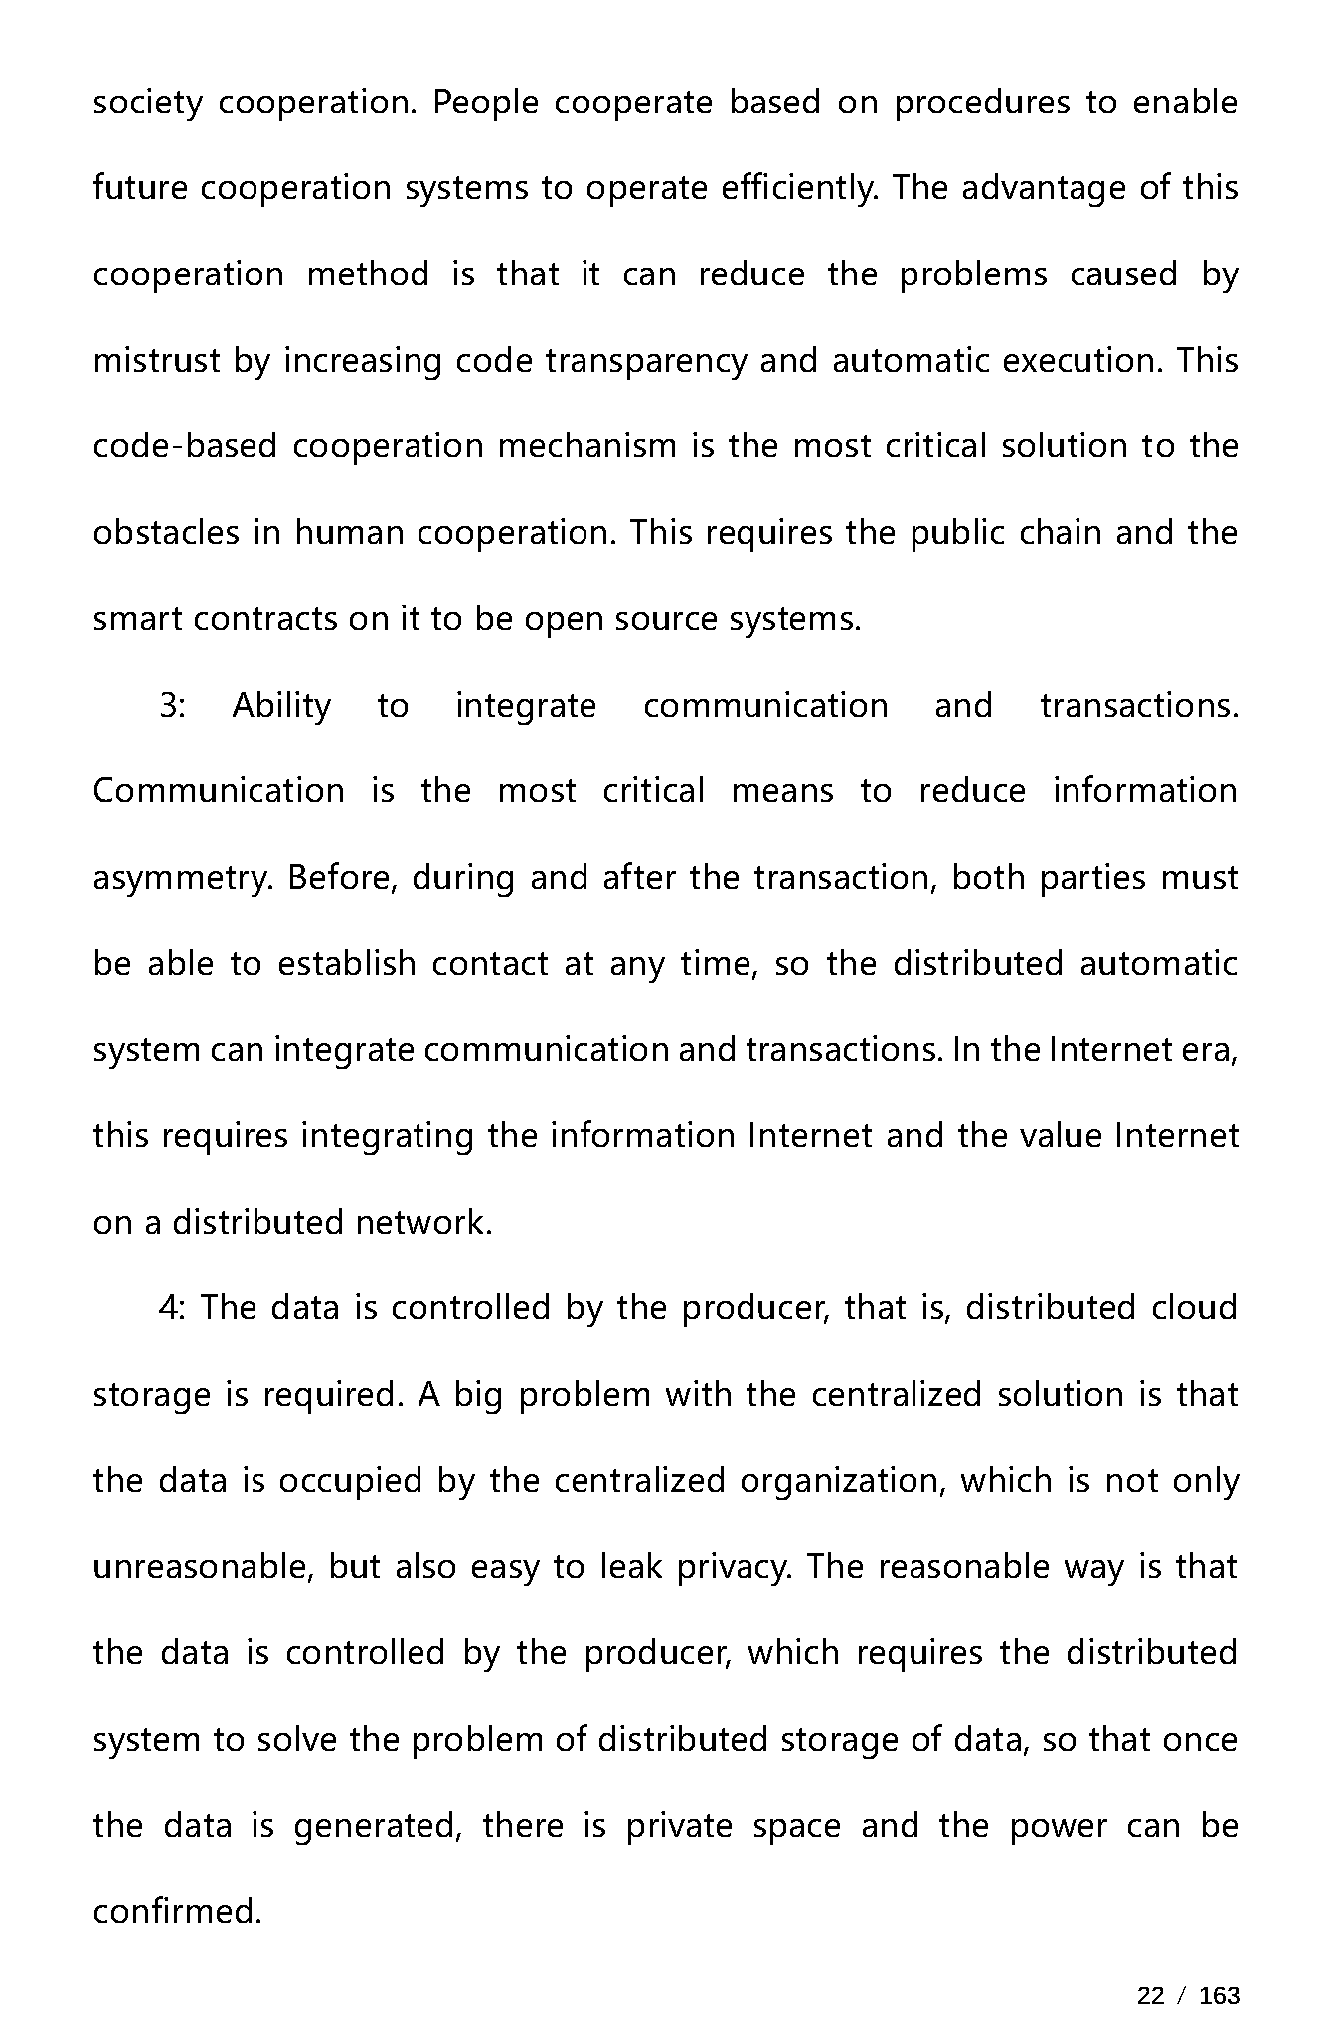 society cooperation. People cooperate based on procedures to enable
future cooperation systems to operate efficiently. The advantage of this
cooperation method is that it can reduce the problems caused by
mistrust by increasing code transparency and automatic execution. This
code-based cooperation mechanism is the most critical solution to the
obstacles in human cooperation. This requires the public chain and the
smart contracts on it to be open source systems.
3: Ability to integrate communication and transactions.
Communication is the most critical means to reduce information
asymmetry. Before, during and after the transaction, both parties must
be able to establish contact at any time, so the distributed automatic
system can integrate communication and transactions. In the Internet era,
this requires integrating the information Internet and the value Internet
on a distributed network.
4: The data is controlled by the producer, that is, distributed cloud
storage is required. A big problem with the centralized solution is that
the data is occupied by the centralized organization, which is not only
unreasonable, but also easy to leak privacy. The reasonable way is that
the data is controlled by the producer, which requires the distributed
system to solve the problem of distributed storage of data, so that once
the data is generated, there is private space and the power can be
confirmed.
22 / 163